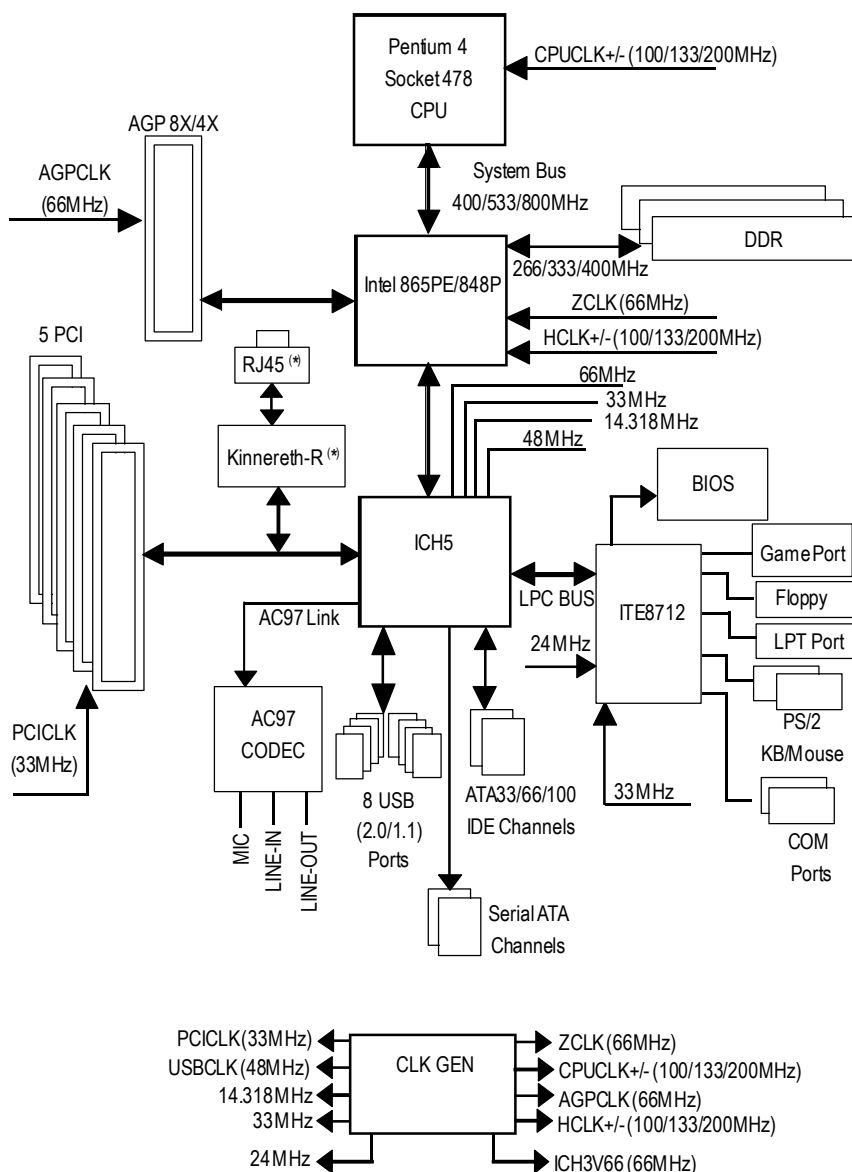 Pentium 4
Socket 478
CPU
CPUCLK+/- (100/133/200MHz)
AGP 8X/4X
AGPCLK
(66MHz)
System Bus
400/533/800MHz
DDR
266/333/400MHz
Intel 865PE/848P
ZCLK (66MHz)
HCLK+/- (100/133/200MHz)
5 PCI
RJ45 (*)
66MHz
33MHz
14.318MHz
48MHz
Kinnereth-R (*)
BIOS
ICH5
Game Port
LPC BUS
ITE8712
Floppy
AC97 Link
LPT Port
24MHz
PS/2
KB/Mouse
PCICLK
(33MHz)
AC97
CODEC
33MHz
8 USB
(2.0/1.1)
Ports
ATA33/66/100
IDE Channels
COM
Ports
MIC
LINE-IN
LINE-OUT
Serial ATA
Channels
CLK GEN
PCICLK (33MHz)
USBCLK (48MHz)
14.318MHz
33MHz
24MHz
ZCLK (66MHz)
CPUCLK+/- (100/133/200MHz)
AGPCLK (66MHz)
HCLK+/- (100/133/200MHz)
ICH3V66 (66MHz)